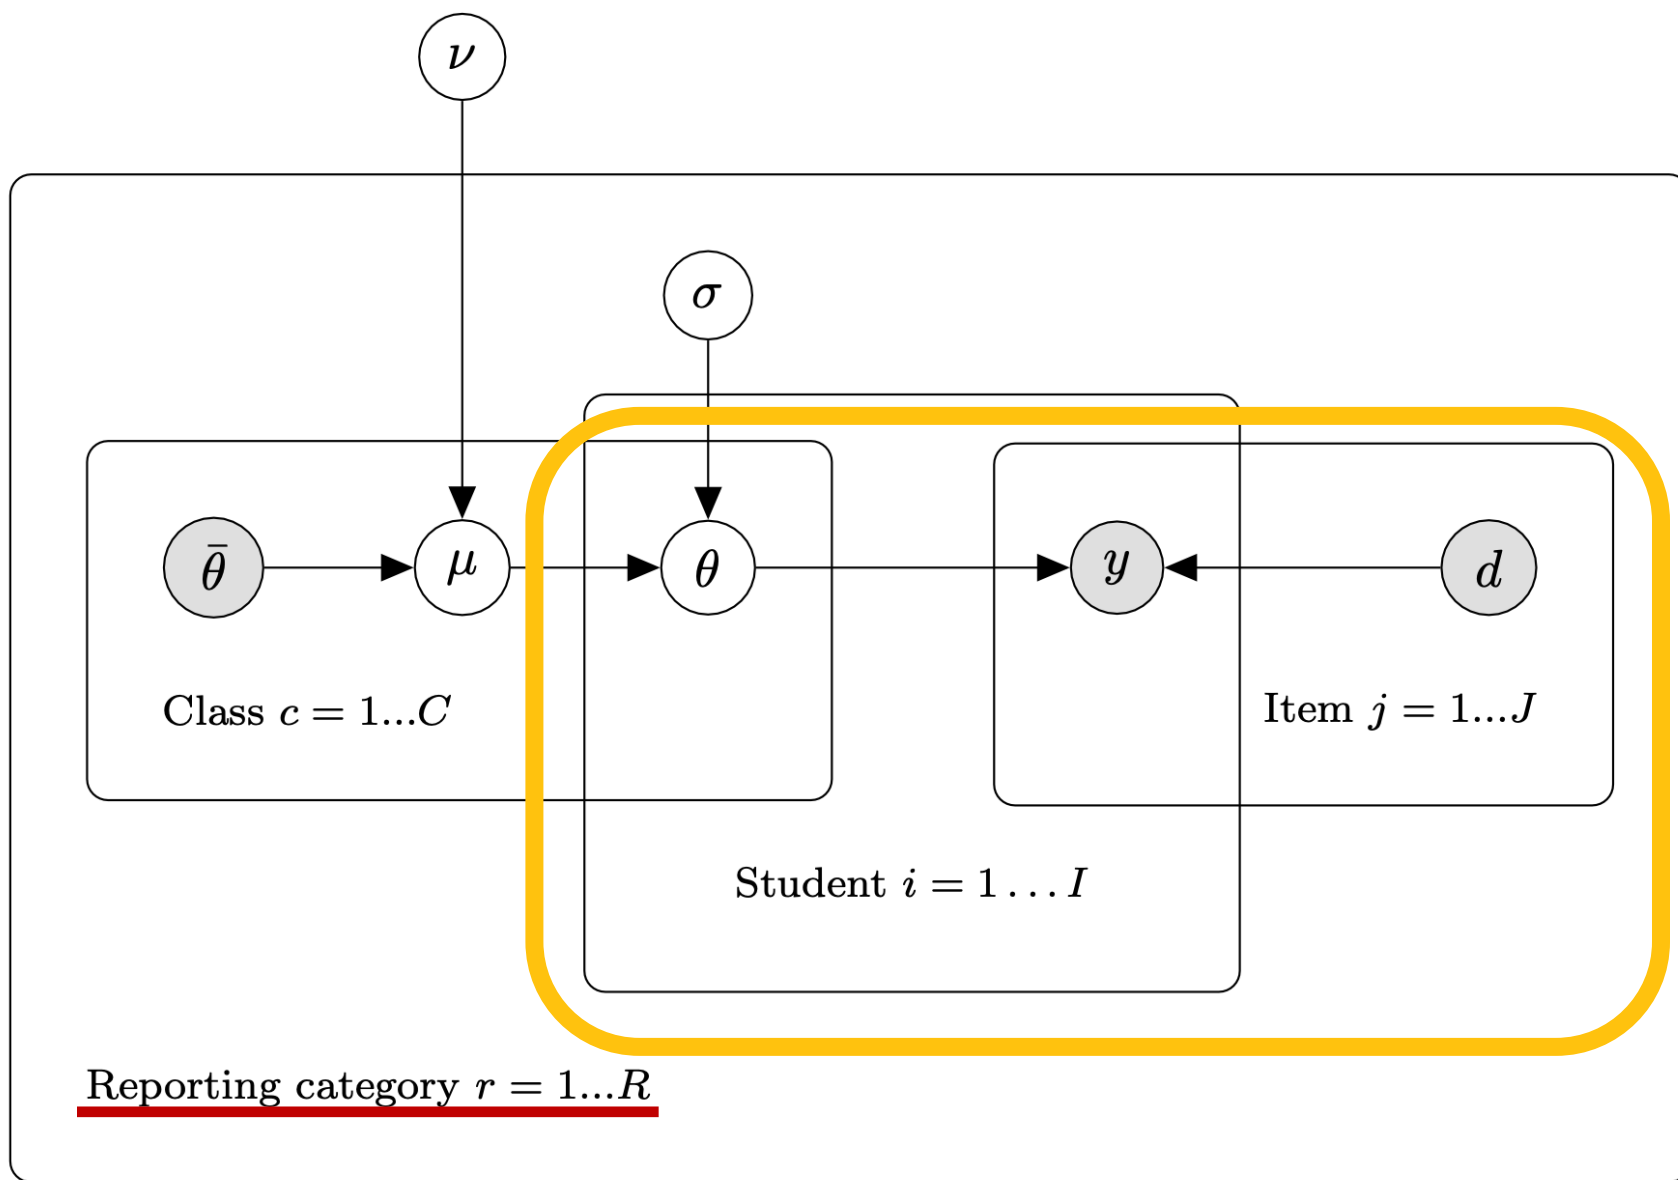 ν
σ
θ̄
μ
θ
y
d
Class c = 1...C
Item j = 1...J
Student i = 1 . . . I
Reporting category r = 1...R